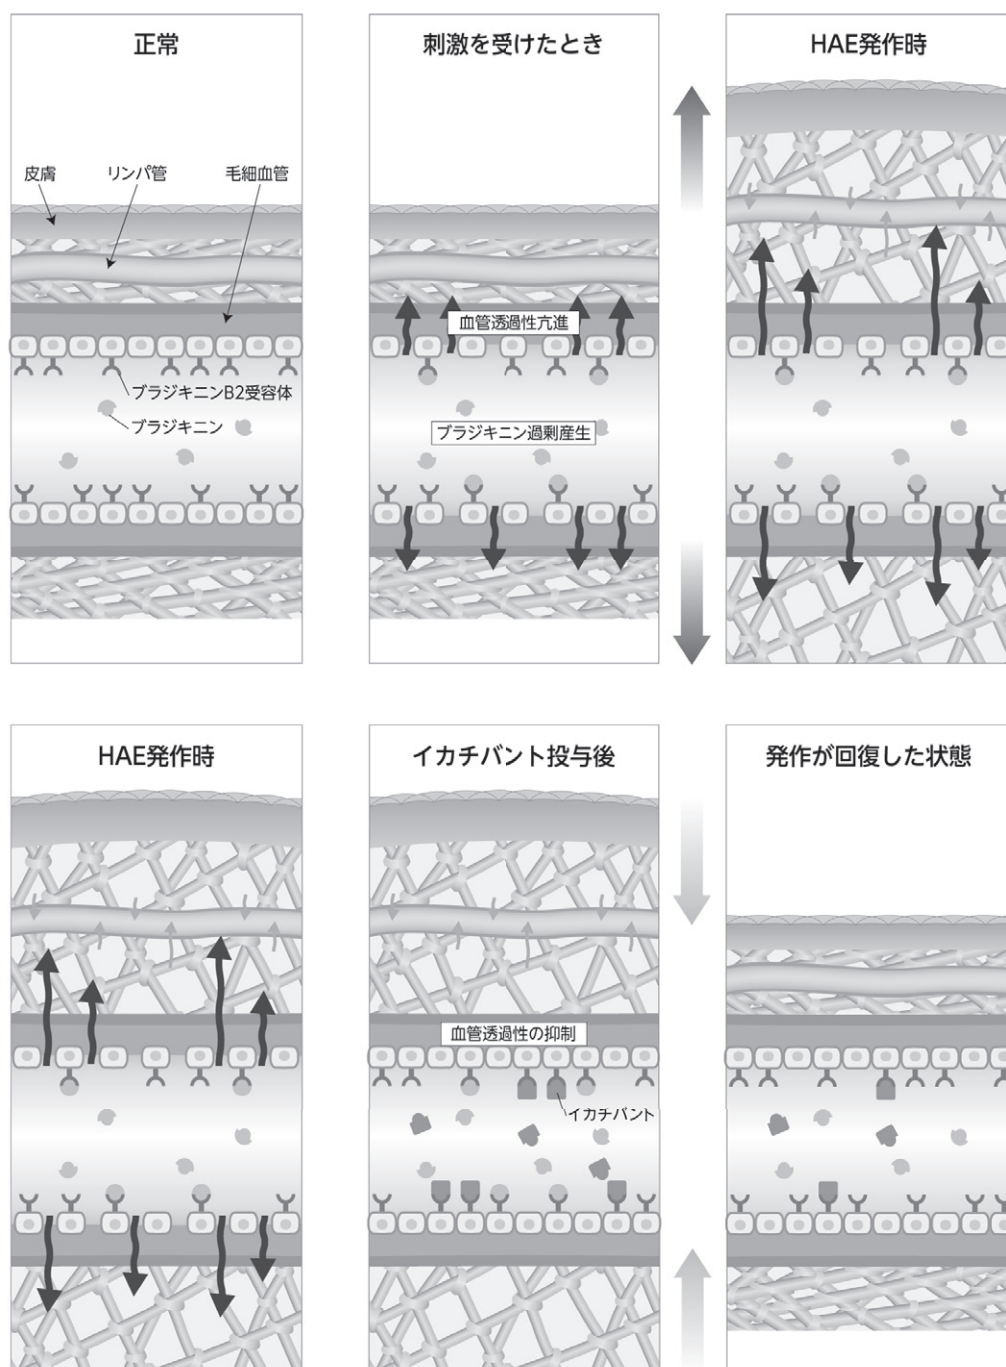 正常
刺激を受けたとき
HAE発作時
皮膚
リンパ管
毛細血管
血管透過性亢進
ブラジキニンB2受容体
ブラジキニン
ブラジキニン過剰産生
HAE発作時
イカチバント投与後
発作が回復した状態
血管透過性の抑制
イカチバント